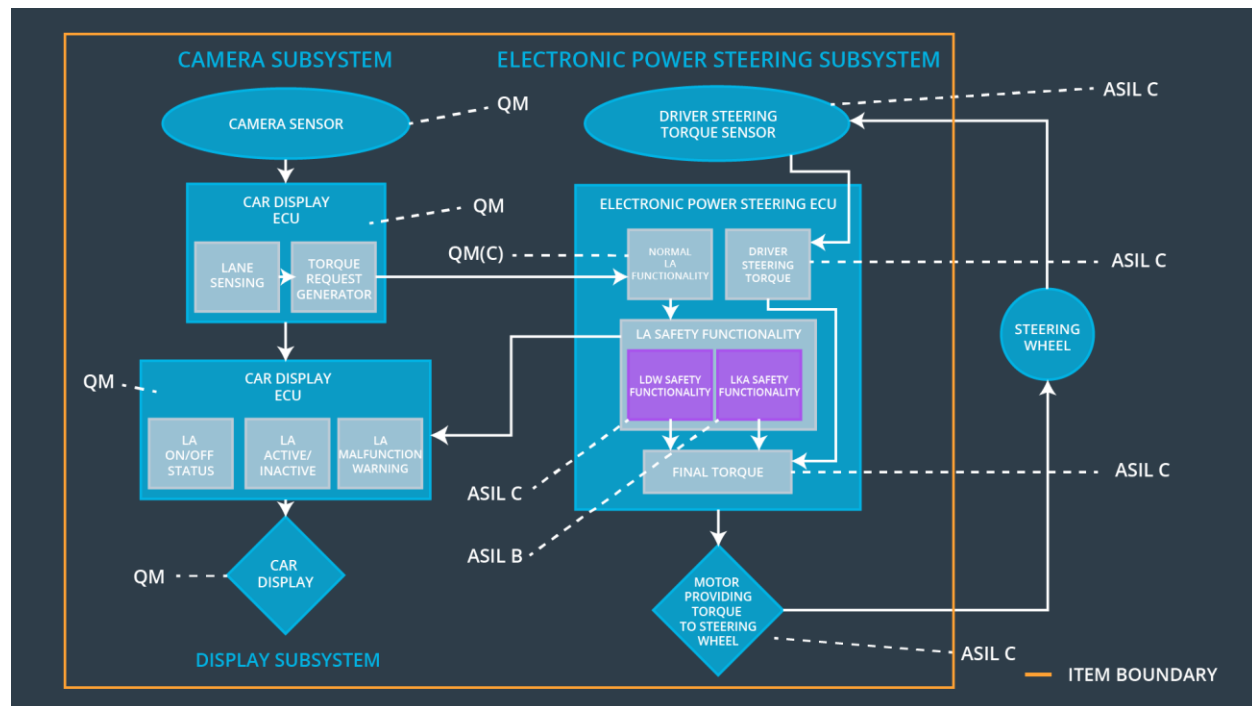 CAMERA SUBSYSTEM
ELECTRONIC POWER STEERING SUBSYSTEM
CAMERA SENSOR
QM
DRIVER STEERING
TORQUE SENSOR
ASIL C
CAR DISPLAY
ECU
QM
LANE
SENSING
TORQUE
REQUEST
GENERATOR
ELECTRONIC POWER STEERING ECU
QM(C)
NORMAL
LA
FUNCTIONALITY
DRIVER
STEERING
TORQUE
ASIL C
STEERING
WHEEL
LA SAFETY FUNCTIONALITY
LDW SAFETY
FUNCTIONALITY
LKA SAFETY
FUNCTIONALITY
QM
CAR DISPLAY
ECU
LA
ON/OFF
STATUS
LA
ACTIVE/
INACTIVE
LA
MALFUNCTION
WARNING
FINAL TORQUE
ASIL C
ASIL C
ASIL B
QM
CAR
DISPLAY
MOTOR
PROVIDING
TORQUE
TO STEERING
WHEEL
ASIL C
DISPLAY SUBSYSTEM
ITEM BOUNDARY